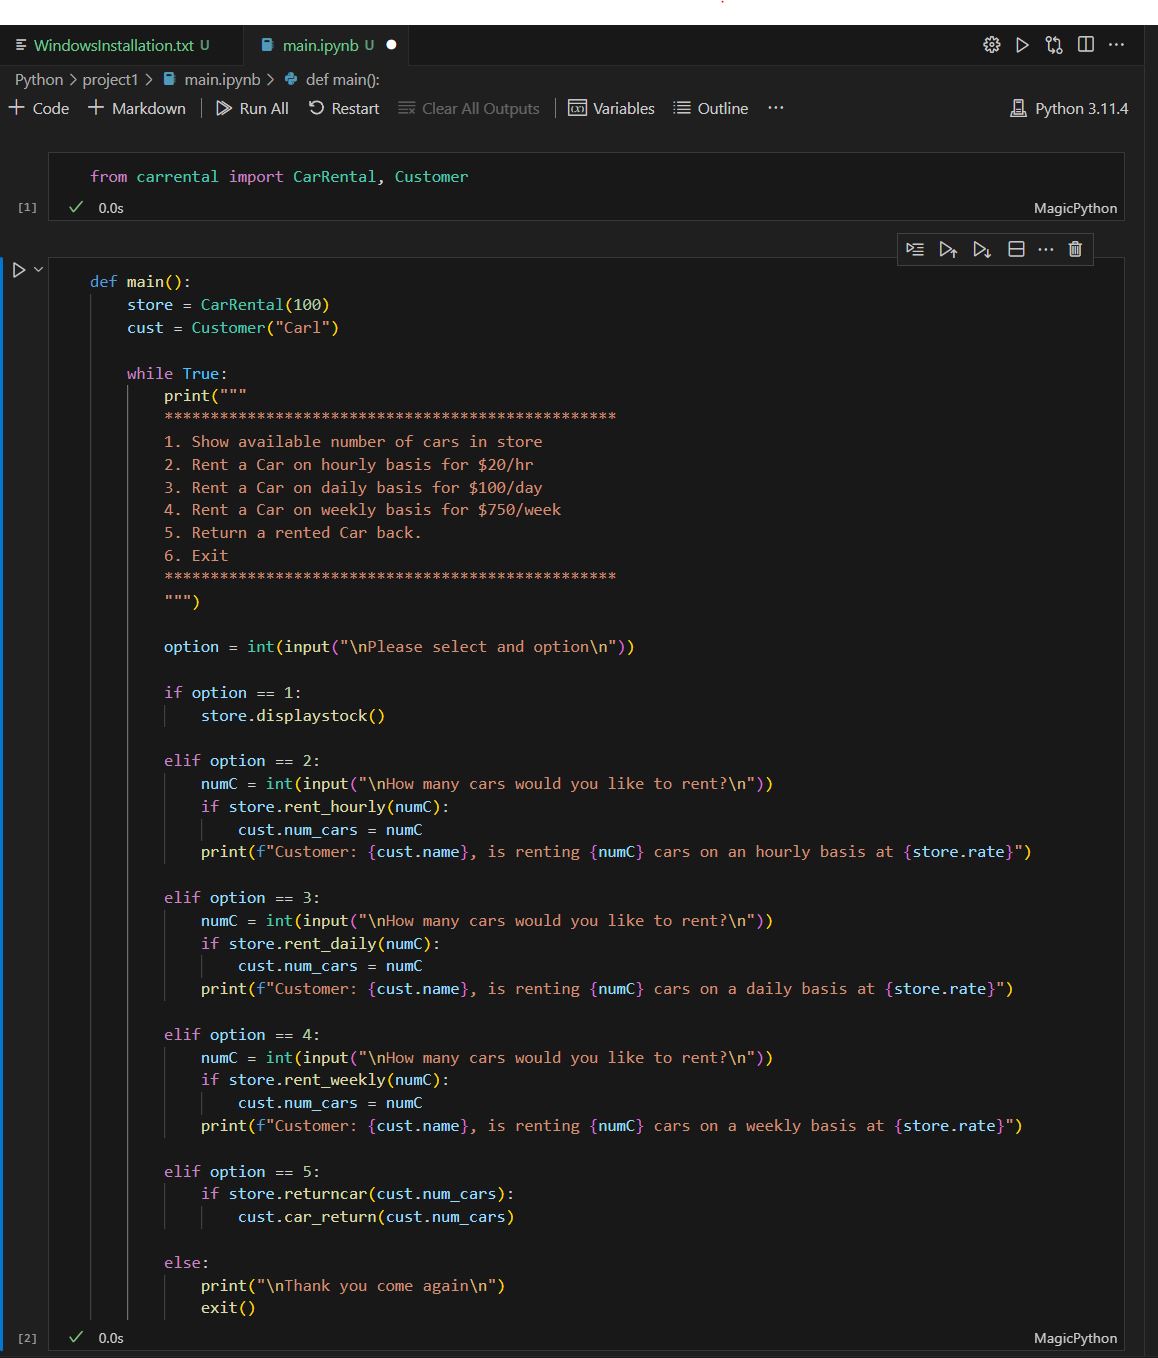 WindowsInstallation.txt U main.ipynb U
Python > project1 > main.ipynb > def main():
+ Code + Markdown Run All Restart Clear All Outputs Variables Outline ... Python 3.11.4
from carrental import CarRental, Customer
[1] 0.0s MagicPython
def main():
    store = CarRental(100)
    cust = Customer("Carl")
    while True:
        print("""
        *************************************************
        1. Show available number of cars in store
        2. Rent a Car on hourly basis for $20/hr
        3. Rent a Car on daily basis for $100/day
        4. Rent a Car on weekly basis for $750/week
        5. Return a rented Car back.
        6. Exit
        *************************************************
        """)
        option = int(input("\nPlease select and option\n"))
        if option == 1:
            store.displaystock()
        elif option == 2:
            numC = int(input("\nHow many cars would you like to rent?\n"))
            if store.rent_hourly(numC):
                cust.num_cars = numC
            print(f"Customer: {cust.name}, is renting {numC} cars on an hourly basis at {store.rate}")
        elif option == 3:
            numC = int(input("\nHow many cars would you like to rent?\n"))
            if store.rent_daily(numC):
                cust.num_cars = numC
            print(f"Customer: {cust.name}, is renting {numC} cars on a daily basis at {store.rate}")
        elif option == 4:
            numC = int(input("\nHow many cars would you like to rent?\n"))
            if store.rent_weekly(numC):
                cust.num_cars = numC
            print(f"Customer: {cust.name}, is renting {numC} cars on a weekly basis at {store.rate}")
        elif option == 5:
            if store.returncar(cust.num_cars):
                cust.car_return(cust.num_cars)
        else:
            print("\nThank you come again\n")
            exit()
[2] 0.0s MagicPython